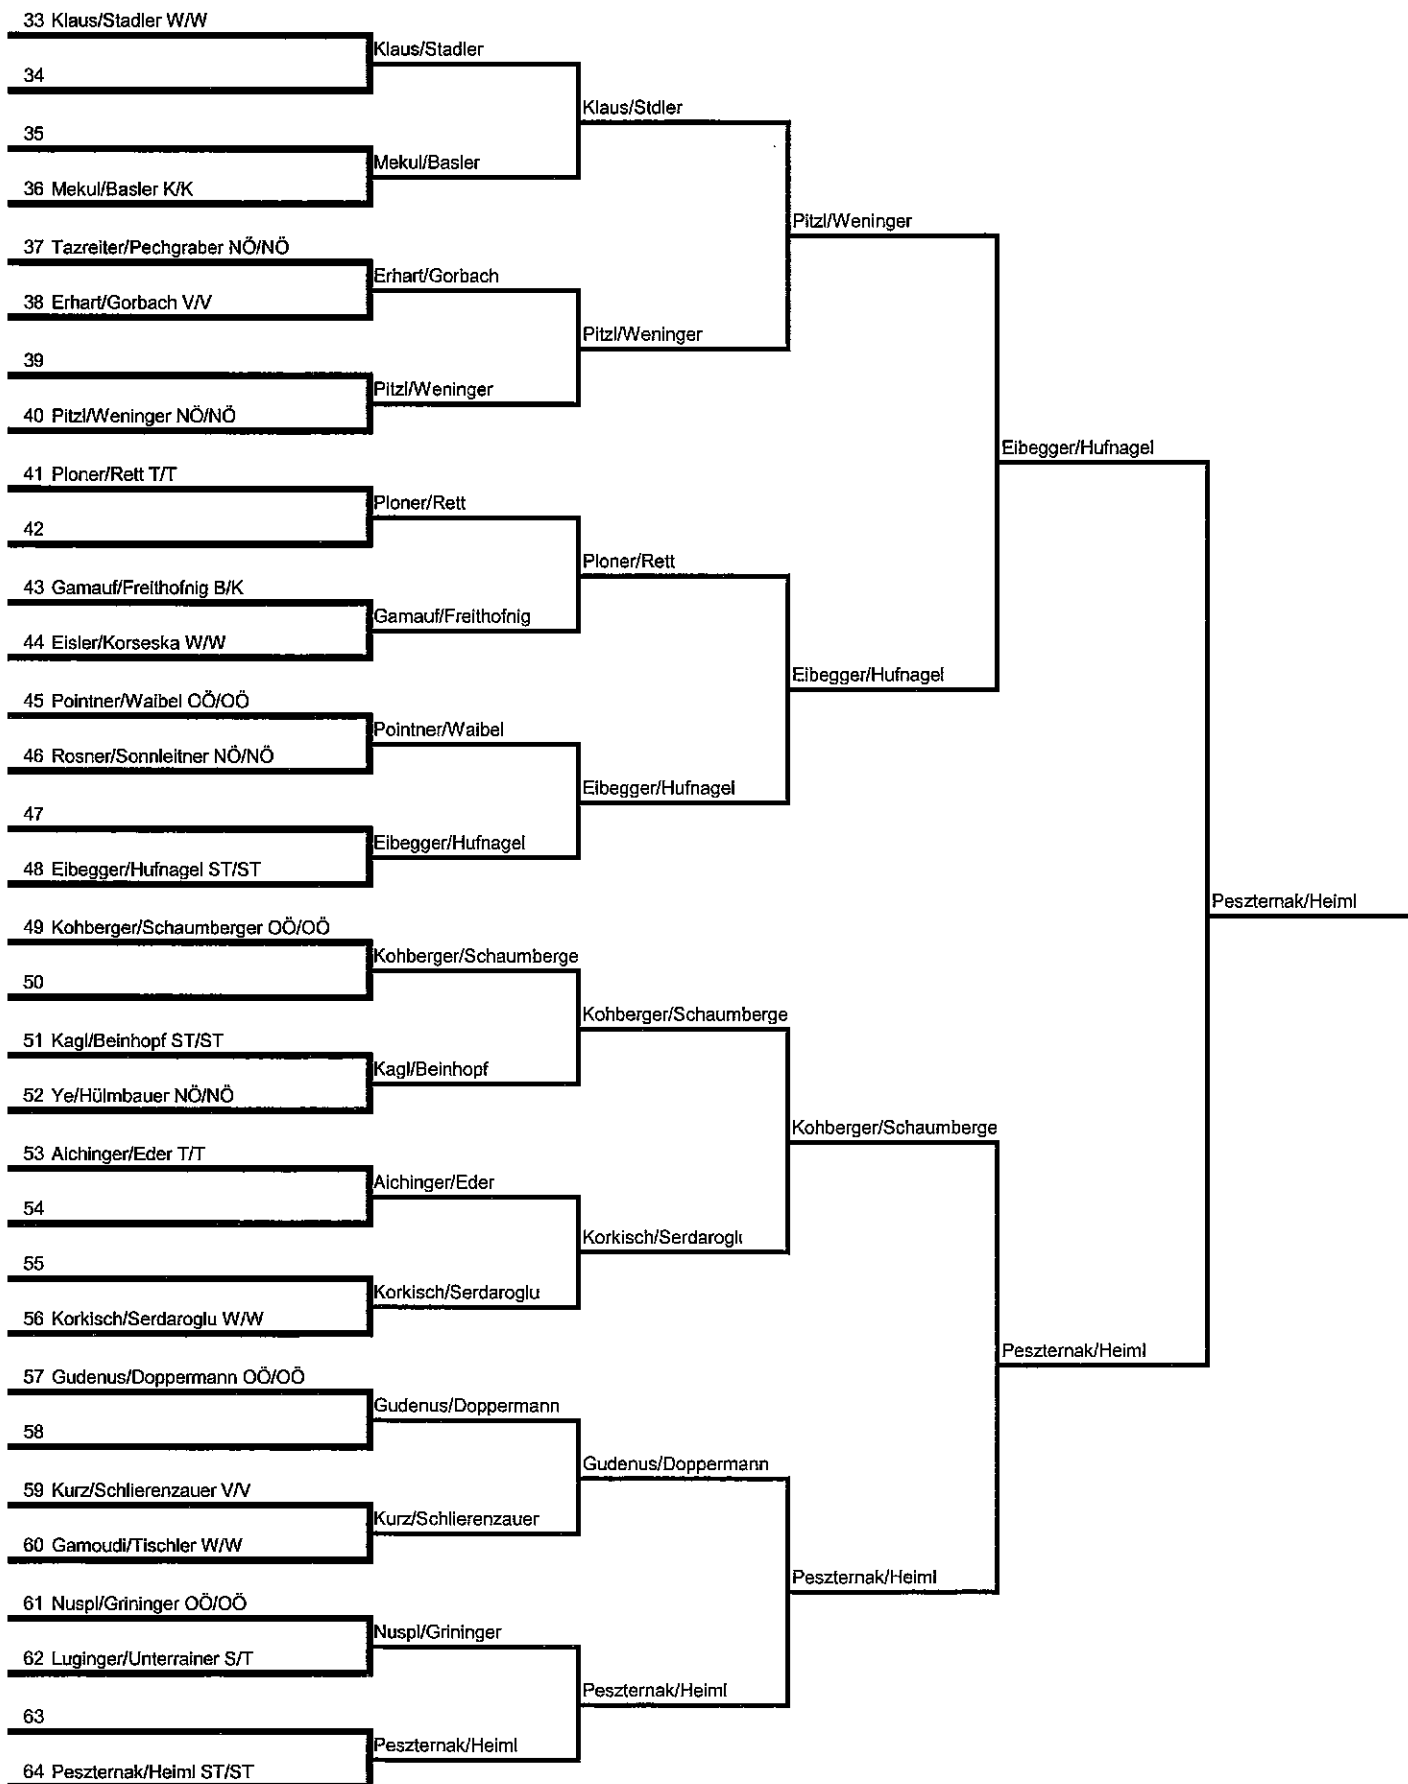 33 Klaus/Stadler W/W
Klaus/Stadler
34
Klaus/Stdler
35
Mekul/Basler
36 Mekul/Basler K/K
Pitzl/Weninger
37 Tazreiter/Pechgraber NÖ/NÖ
Erhart/Gorbach
38 Erhart/Gorbach V/V
Pitzl/Weninger
39
Pitzl/Weninger
40 Pitzl/Weninger NÖ/NÖ
Eibegger/Hufnagel
41 Ploner/Rett T/T
Ploner/Rett
42
Ploner/Rett
43 Gamauf/Freithofnig B/K
Gamauf/Freithofnig
44 Eisler/Korseska W/W
Eibegger/Hufnagel
45 Pointner/Waibel OÖ/OÖ
Pointner/Waibel
46 Rosner/Sonnleitner NÖ/NÖ
Eibegger/Hufnagel
47
Eibegger/Hufnagel
48 Eibegger/Hufnagel ST/ST
Peszternak/Heiml
49 Kohberger/Schaumberger OÖ/OÖ
Kohberger/Schaumberge
50
Kohberger/Schaumberge
51 Kagl/Beinhopf ST/ST
Kagl/Beinhopf
52 Ye/Hülmbauer NÖ/NÖ
Kohberger/Schaumberge
53 Aichinger/Eder T/T
Aichinger/Eder
54
Korkisch/Serdaroglu
55
Korkisch/Serdaroglu
56 Korkisch/Serdaroglu W/W
Peszternak/Heiml
57 Gudenus/Doppermann OÖ/OÖ
Gudenus/Doppermann
58
Gudenus/Doppermann
59 Kurz/Schlierenzauer V/V
Kurz/Schlierenzauer
60 Gamoudi/Tischler W/W
Peszternak/Heiml
61 Nuspl/Grininger OÖ/OÖ
Nuspl/Grininger
62 Luginger/Unterrainer S/T
Peszternak/Heiml
63
Peszternak/Heiml
64 Peszternak/Heiml ST/ST